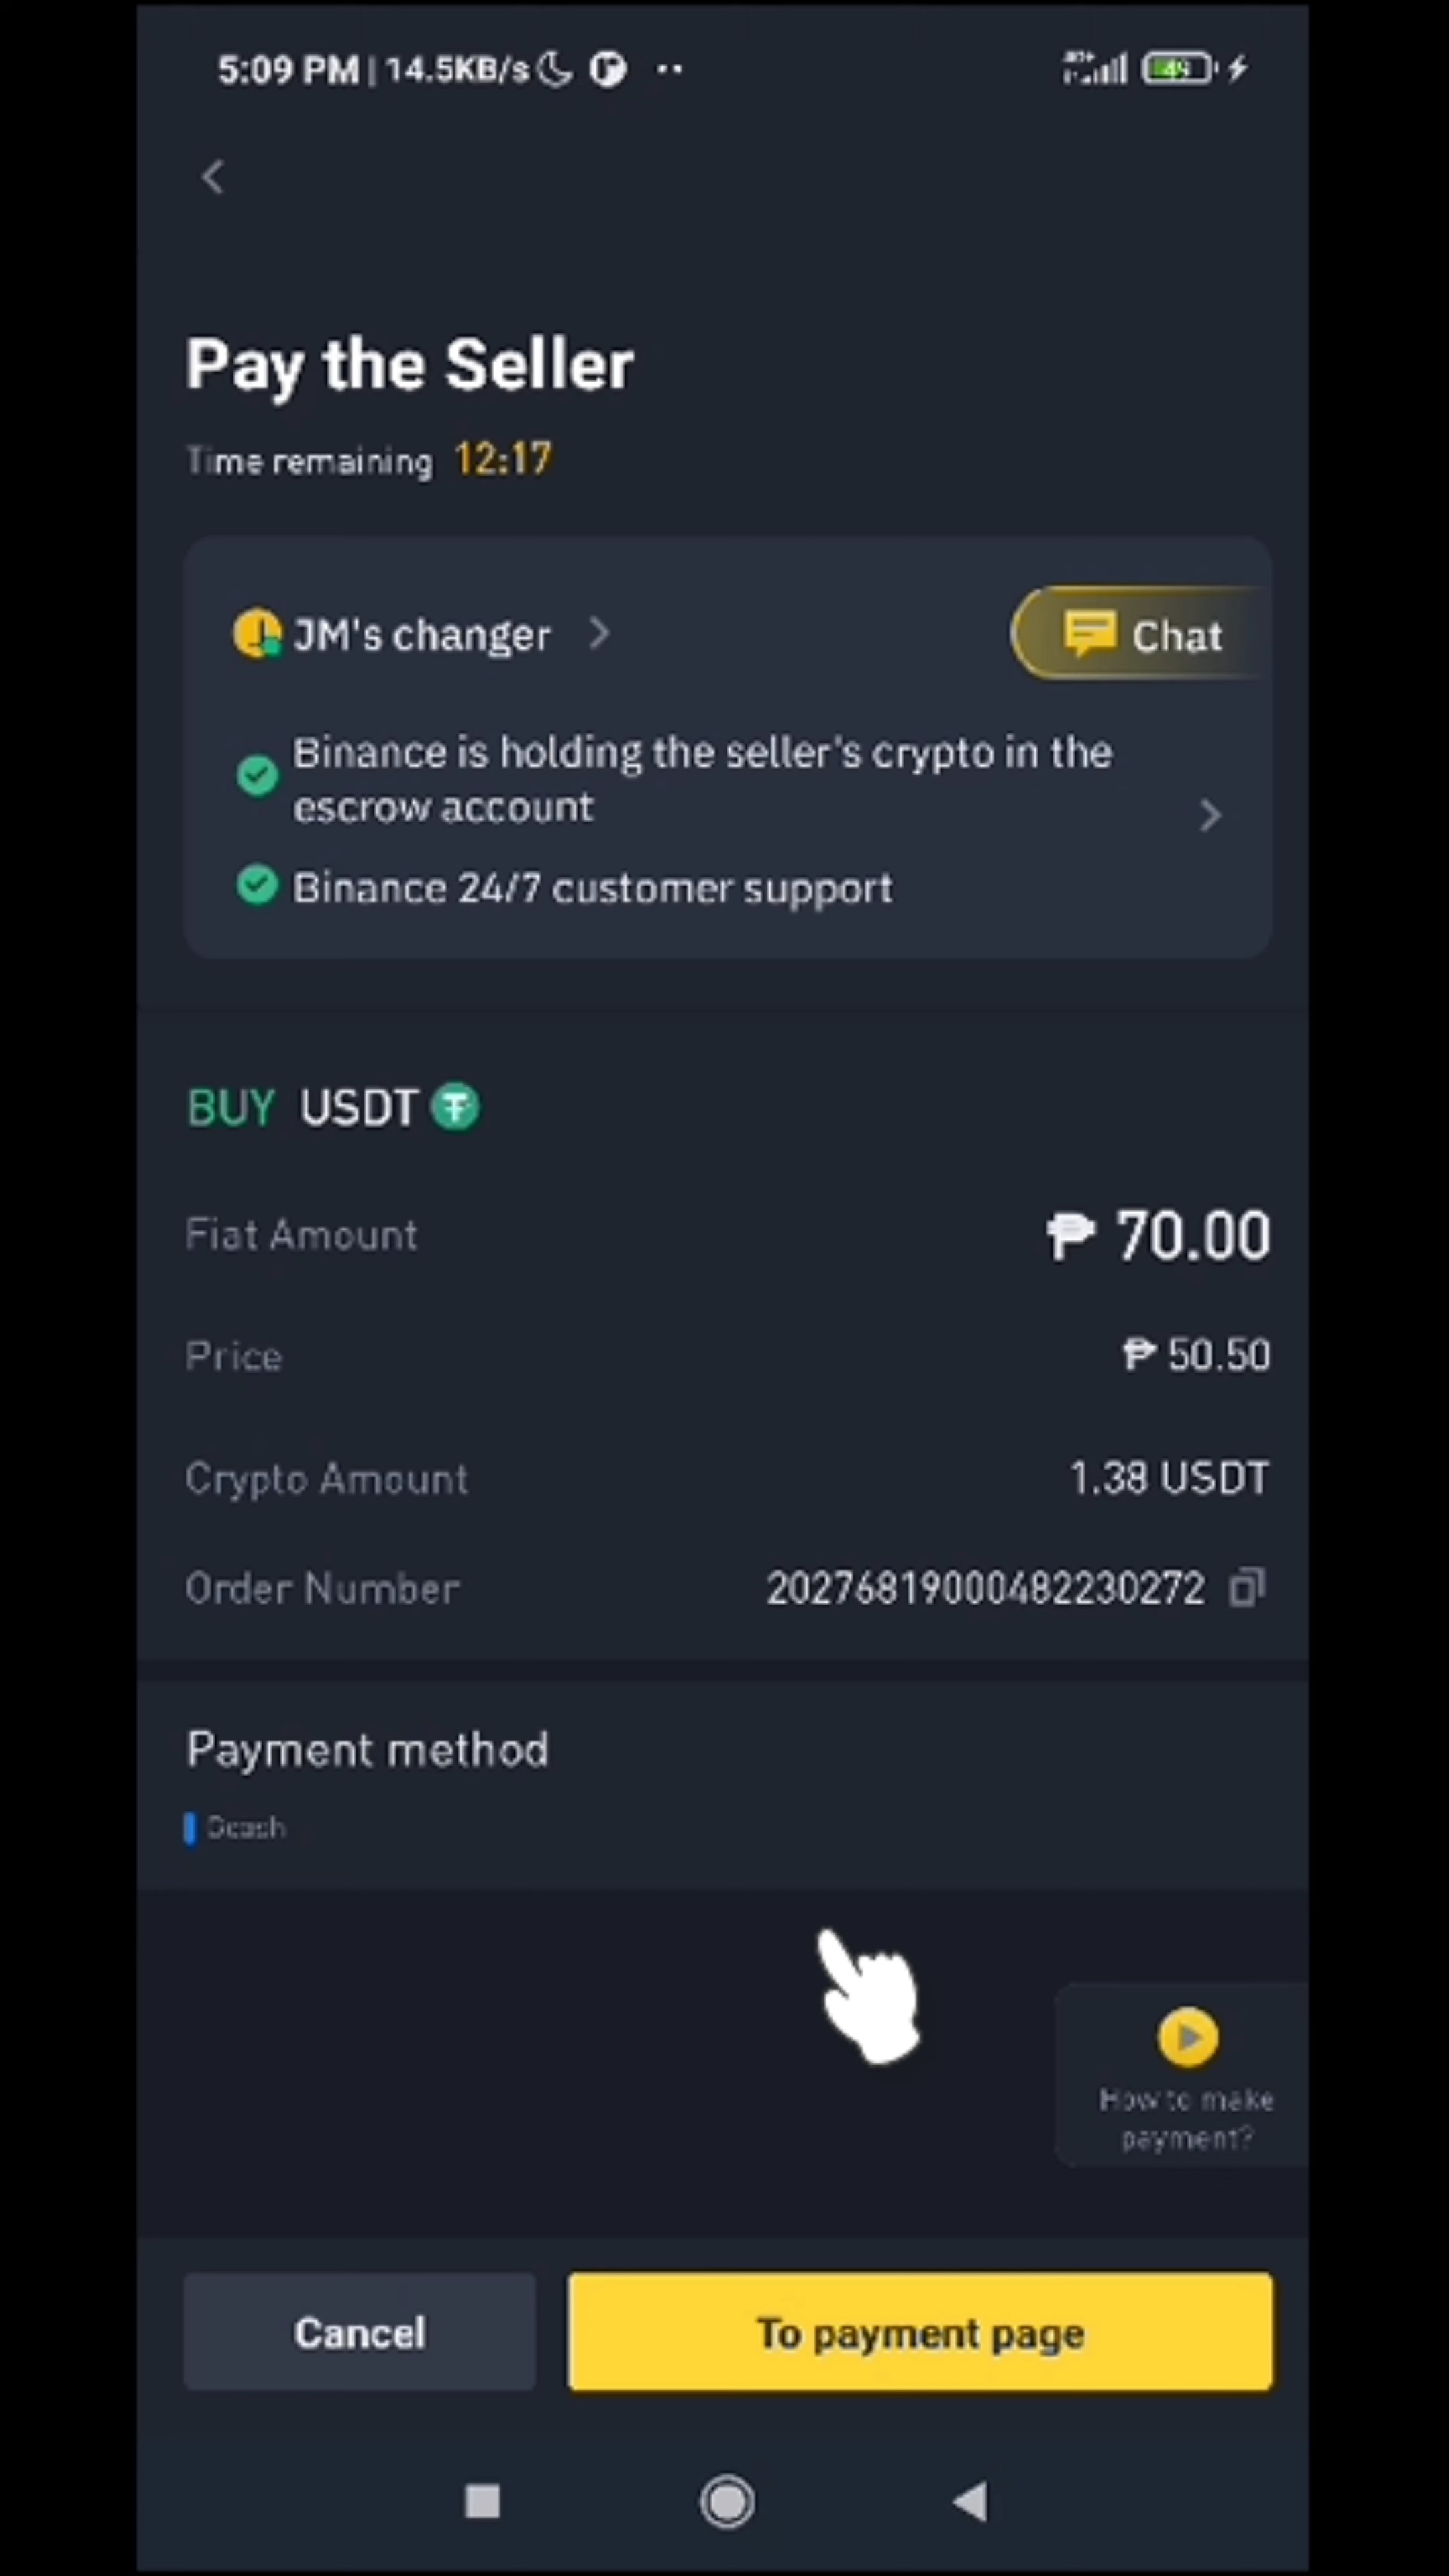 5:09 PM | 14.5KB/s
49
Pay the Seller
Time remaining 12:17
JM's changer
Chat
Binance is holding the seller's crypto in the
escrow account
Binance 24/7 customer support
BUY USDT
Fiat Amount ₱ 70.00
Price ₱ 50.50
Crypto Amount 1.38 USDT
Order Number 20276819000482230272
Payment method
Gcash
How to make
payment?
Cancel
To payment page